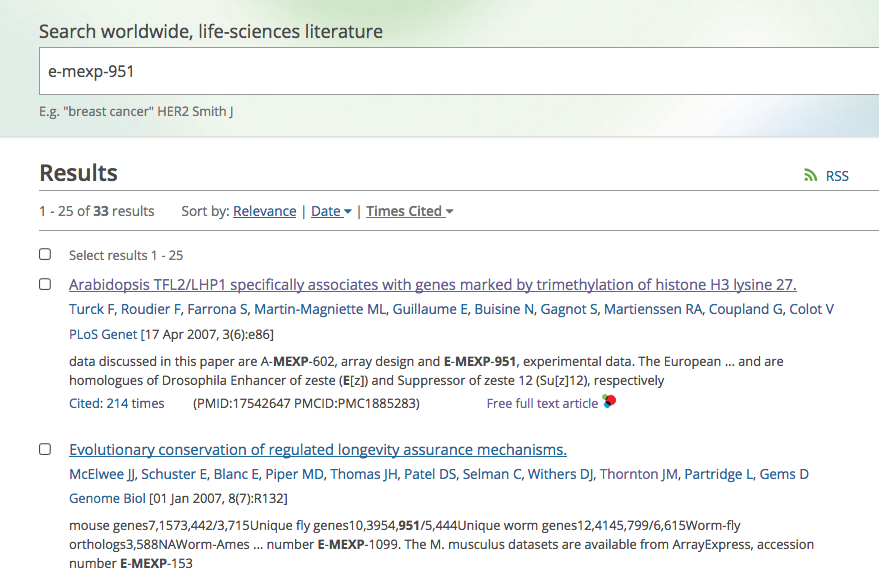 Search worldwide, life-sciences literature
e-mexp-951
E.g. "breast cancer" HER2 Smith J
Results
RSS
1 - 25 of 33 results Sort by: Relevance | Date | Times Cited
Select results 1 - 25
Arabidopsis TFL2/LHP1 specifically associates with genes marked by trimethylation of histone H3 lysine 27.
Turck F, Roudier F, Farrona S, Martin-Magniette ML, Guillaume E, Buisine N, Gagnot S, Martienssen RA, Coupland G, Colot V
PLoS Genet [17 Apr 2007, 3(6):e86]
data discussed in this paper are A-MEXP-602, array design and E-MEXP-951, experimental data. The European ... and are
homologues of Drosophila Enhancer of zeste (E[z]) and Suppressor of zeste 12 (Su[z]12), respectively
Cited: 214 times (PMID:17542647 PMCID:PMC1885283) Free full text article
Evolutionary conservation of regulated longevity assurance mechanisms.
McElwee JJ, Schuster E, Blanc E, Piper MD, Thomas JH, Patel DS, Selman C, Withers DJ, Thornton JM, Partridge L, Gems D
Genome Biol [01 Jan 2007, 8(7):R132]
mouse genes7,1573,442/3,715Unique fly genes10,3954,951/5,444Unique worm genes12,4145,799/6,615Worm-fly
orthologs3,588NAWorm-Ames ... number E-MEXP-1099. The M. musculus datasets are available from ArrayExpress, accession
number E-MEXP-153